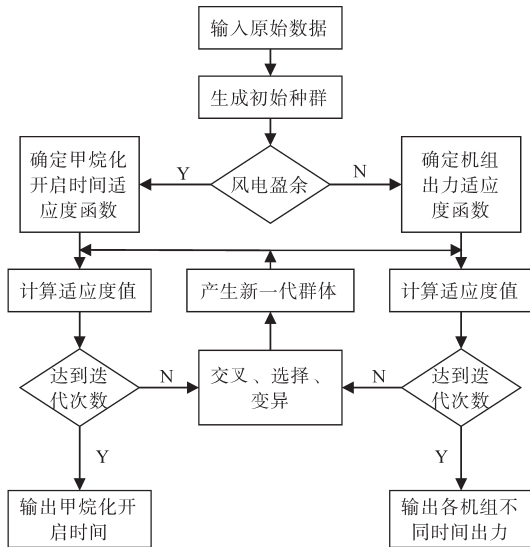 输入原始数据
生成初始种群
确定甲烷化
开启时间适
应度函数
Y
风电盈余
N
确定机组
出力适应
度函数
计算适应度值
产生新一代群体
计算适应度值
达到迭
代次数
N
交叉、选择、
变异
N
达到迭
代次数
Y
Y
输出甲烷化开
启时间
输出各机组不
同时间出力